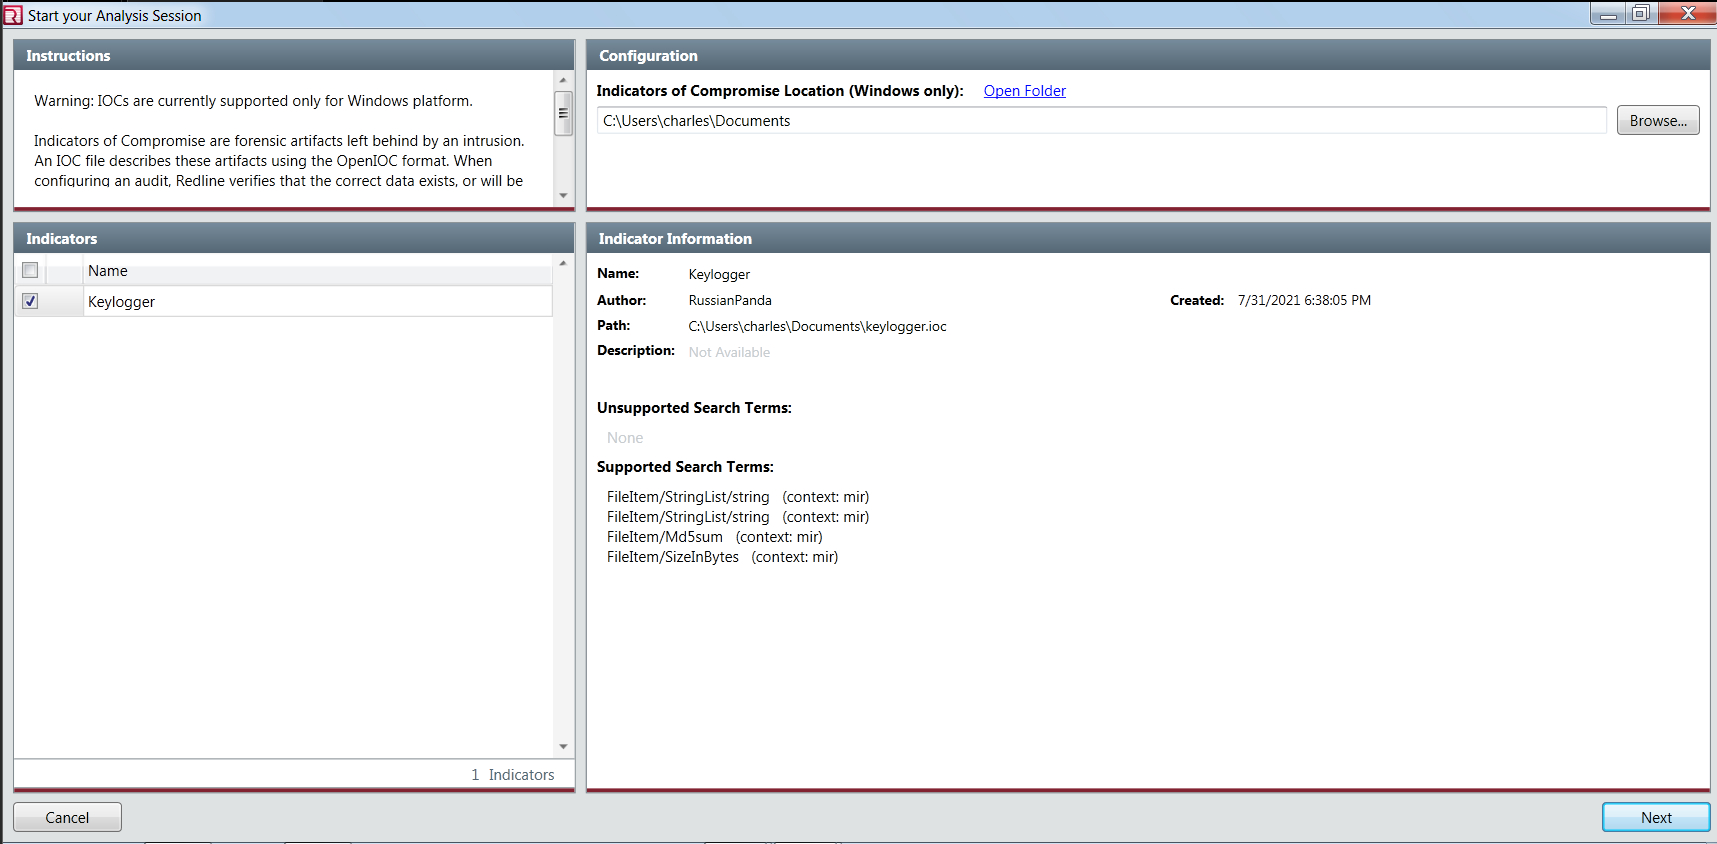 Start your Analysis Session
Instructions
Warning: IOCs are currently supported only for Windows platform.
Indicators of Compromise are forensic artifacts left behind by an intrusion.
An IOC file describes these artifacts using the OpenIOC format. When
configuring an audit, Redline verifies that the correct data exists, or will be
Configuration
Indicators of Compromise Location (Windows only): Open Folder
C:\Users\charles\Documents
Browse...
Indicators
Name
Keylogger
1 Indicators
Indicator Information
Name: Keylogger
Author: RussianPanda Created: 7/31/2021 6:38:05 PM
Path: C:\Users\charles\Documents\keylogger.ioc
Description: Not Available
Unsupported Search Terms:
None
Supported Search Terms:
FileItem/StringList/string (context: mir)
FileItem/StringList/string (context: mir)
FileItem/Md5sum (context: mir)
FileItem/SizeInBytes (context: mir)
Cancel
Next